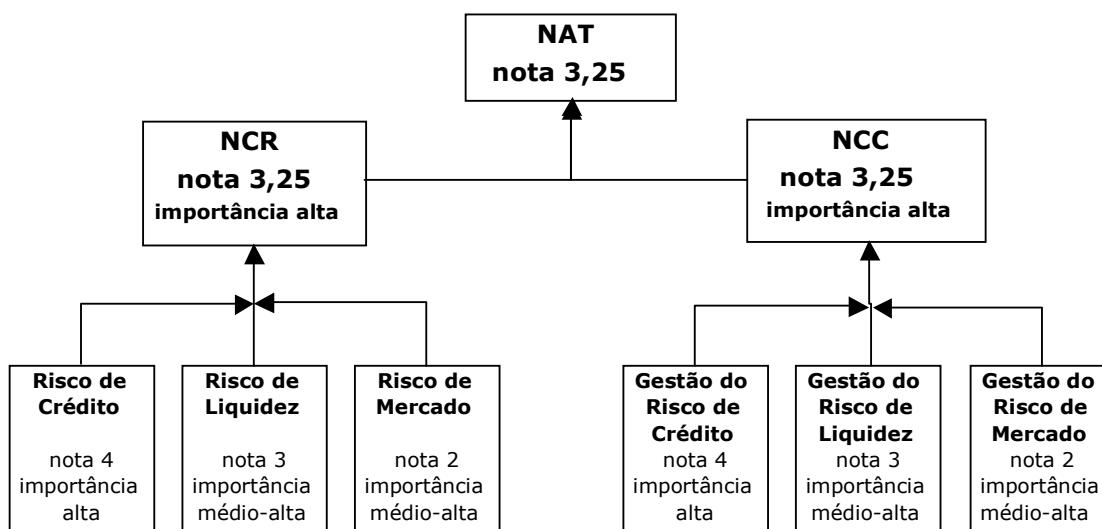 NAT
nota 3,25
NCR
nota 3,25
importância alta
NCC
nota 3,25
importância alta
Risco de
Crédito
nota 4
importância
alta
Risco de
Liquidez
nota 3
importância
médio-alta
Risco de
Mercado
nota 2
importância
médio-alta
Gestão do
Risco de
Crédito
nota 4
importância
alta
Gestão do
Risco de
Liquidez
nota 3
importância
médio-alta
Gestão do
Risco de
Mercado
nota 2
importância
médio-alta